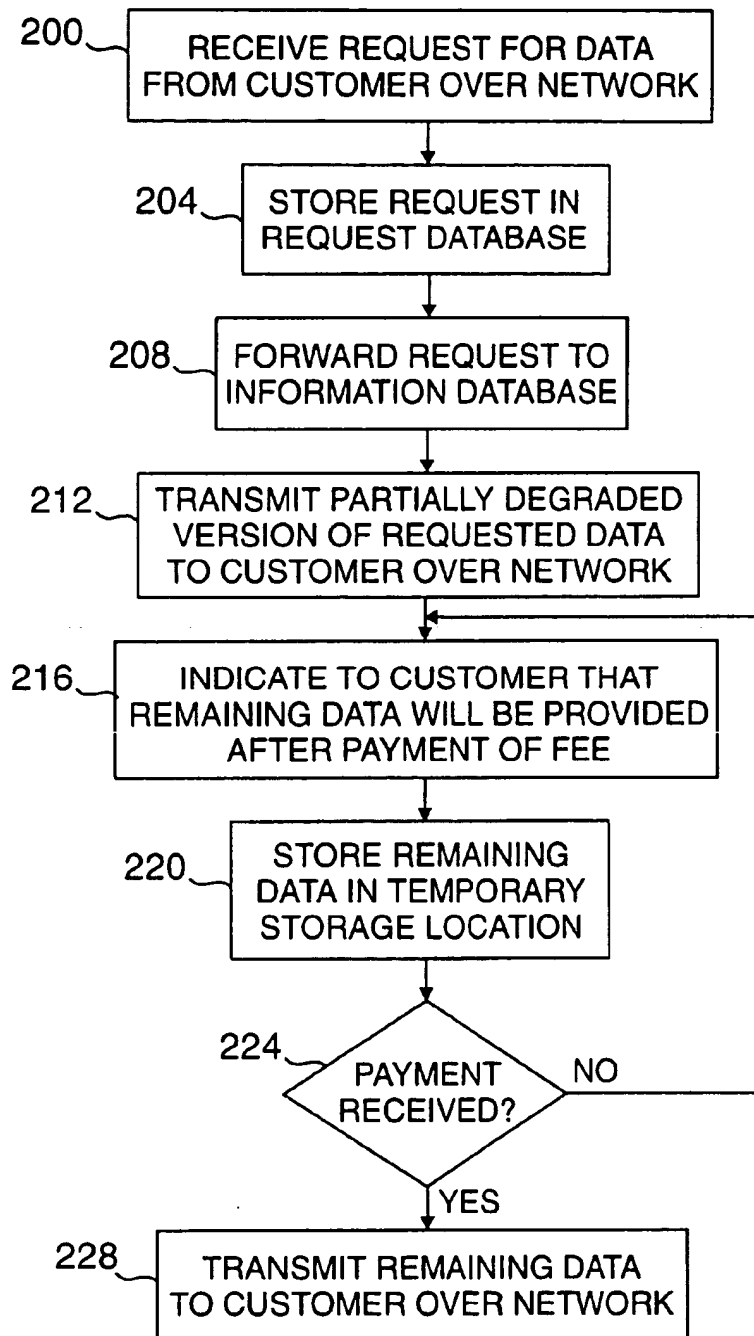 200
RECEIVE REQUEST FOR DATA
FROM CUSTOMER OVER NETWORK
204
STORE REQUEST IN
REQUEST DATABASE
208
FORWARD REQUEST TO
INFORMATION DATABASE
212
TRANSMIT PARTIALLY DEGRADED
VERSION OF REQUESTED DATA
TO CUSTOMER OVER NETWORK
216
INDICATE TO CUSTOMER THAT
REMAINING DATA WILL BE PROVIDED
AFTER PAYMENT OF FEE
220
STORE REMAINING
DATA IN TEMPORARY
STORAGE LOCATION
224
PAYMENT
RECEIVED?
NO
YES
228
TRANSMIT REMAINING DATA
TO CUSTOMER OVER NETWORK